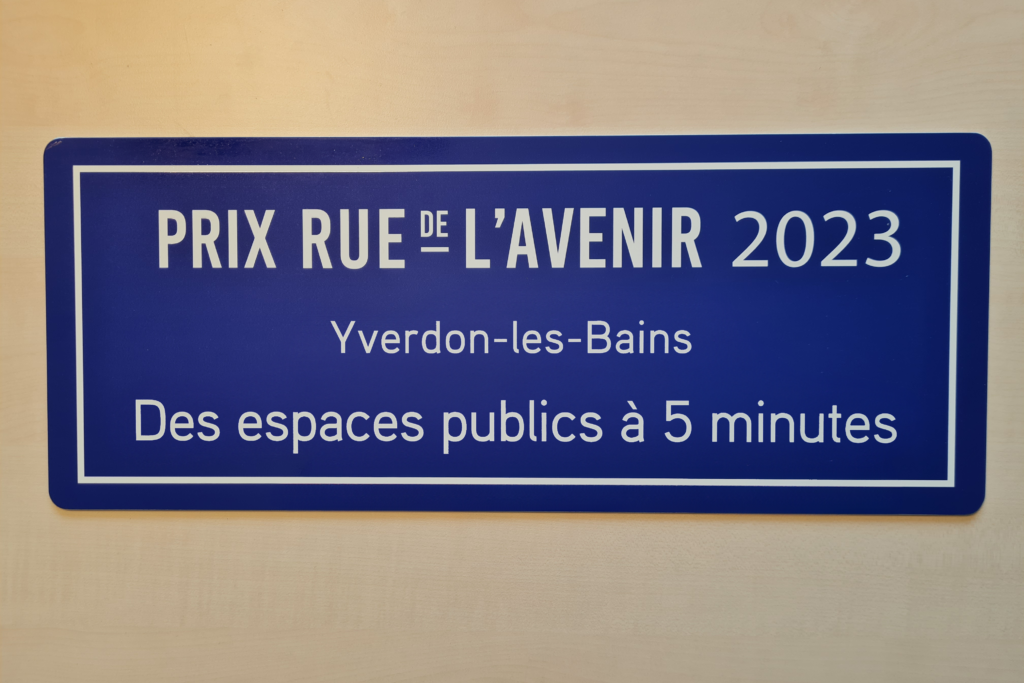 PRIX RUE DE L'AVENIR 2023
Yverdon-les-Bains
Des espaces publics à 5 minutes